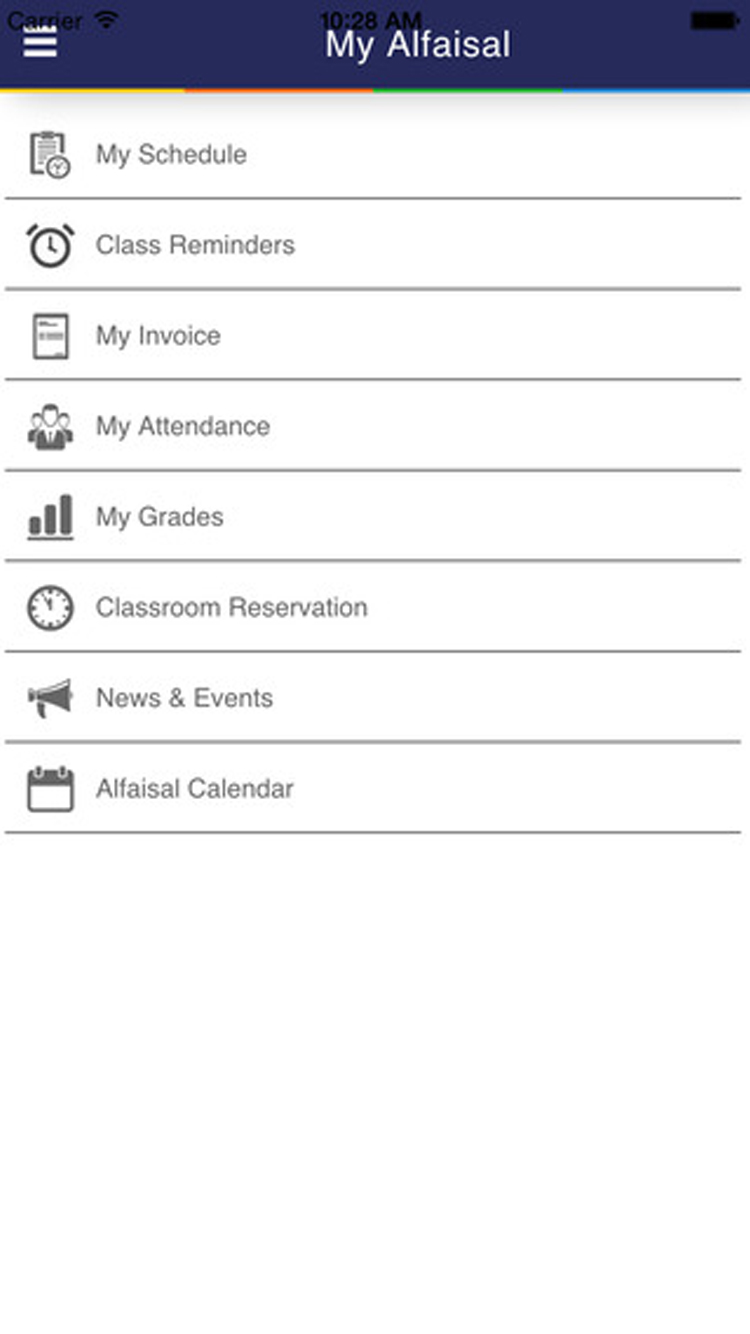 Carrier 10:28 AM
My Alfaisal
My Schedule
Class Reminders
My Invoice
My Attendance
My Grades
Classroom Reservation
News & Events
Alfaisal Calendar